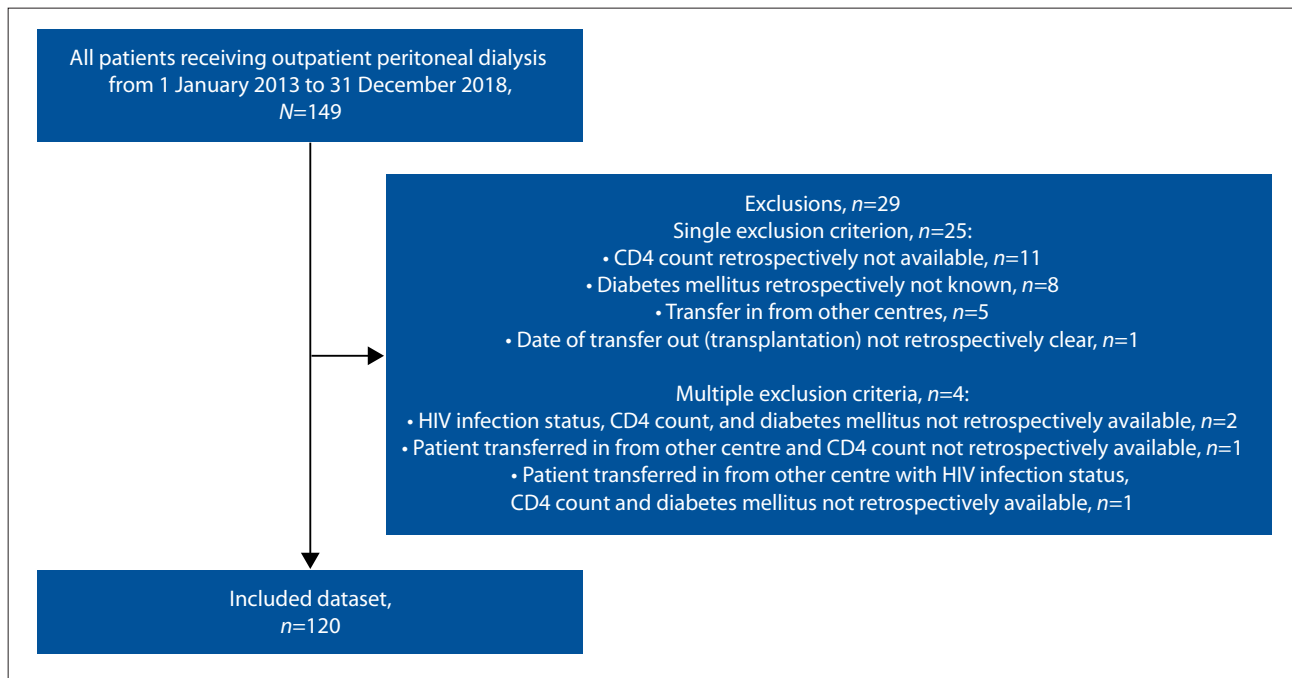 All patients receiving outpatient peritoneal dialysis
from 1 January 2013 to 31 December 2018,
N=149
Exclusions, n=29
Single exclusion criterion, n=25:
• CD4 count retrospectively not available, n=11
• Diabetes mellitus retrospectively not known, n=8
• Transfer in from other centres, n=5
• Date of transfer out (transplantation) not retrospectively clear, n=1
Multiple exclusion criteria, n=4:
• HIV infection status, CD4 count, and diabetes mellitus not retrospectively available, n=2
• Patient transferred in from other centre and CD4 count not retrospectively available, n=1
• Patient transferred in from other centre with HIV infection status,
CD4 count and diabetes mellitus not retrospectively available, n=1
Included dataset,
n=120